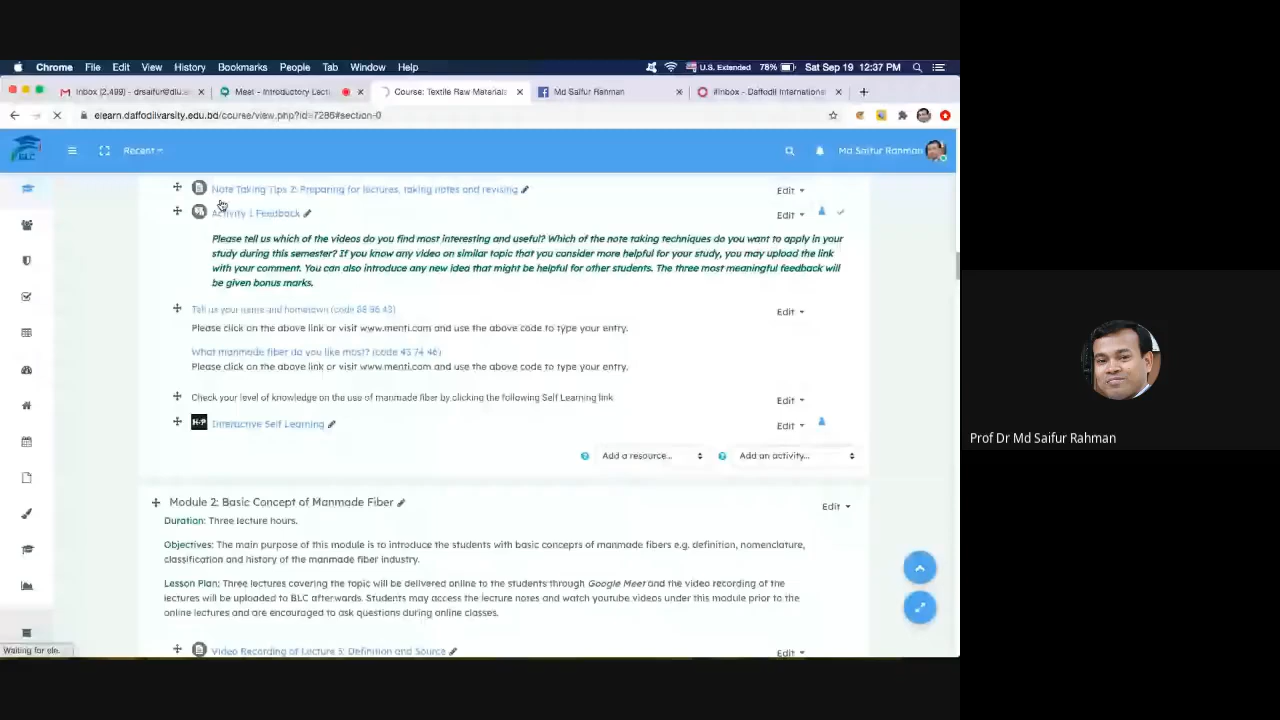 Chrome File Edit View History Bookmarks People Tab Window Help U.S. Extended 78% Sat Sep 19 12:37 PM
Inbox (2,499) - drsaifur@diu. Meet - Introductory Lect Course: Textile Raw Materials Md Saifur Rahman #inbox - Daffodil International
elearn.daffodilvarsity.edu.bd/course/view.php?id=7286#section-0
BLC Recent Md Saifur Rahman
Note Taking Tips 2: Preparing for lectures, taking notes and revising Edit
Activity 1 Feedback Edit
Please tell us which of the videos do you find most interesting and useful? Which of the note taking techniques do you want to apply in your
study during this semester? If you know any video on similar topic that you consider more helpful for your study, you may upload the link
with your comment. You can also introduce any new idea that might be helpful for other students. The three most meaningful feedback will
be given bonus marks.
Tell us your name and hometown (code 88 96 43) Edit
Please click on the above link or visit www.menti.com and use the above code to type your entry.
What manmade fiber do you like most? (code 43 74 46)
Please click on the above link or visit www.menti.com and use the above code to type your entry.
Check your level of knowledge on the use of manmade fiber by clicking the following Self Learning link Edit
H-P Interactive Self Learning Edit
Add a resource... Add an activity...
Module 2: Basic Concept of Manmade Fiber Edit
Duration: Three lecture hours.
Objectives: The main purpose of this module is to introduce the students with basic concepts of manmade fibers e.g. definition, nomenclature,
classification and history of the manmade fiber industry.
Lesson Plan: Three lectures covering the topic will be delivered online to the students through Google Meet and the video recording of the
lectures will be uploaded to BLC afterwards. Students may access the lecture notes and watch youtube videos under this module prior to the
online lectures and are encouraged to ask questions during online classes.
Video Recording of Lecture 3: Definition and Source Edit
Waiting for ele.
Prof Dr Md Saifur Rahman